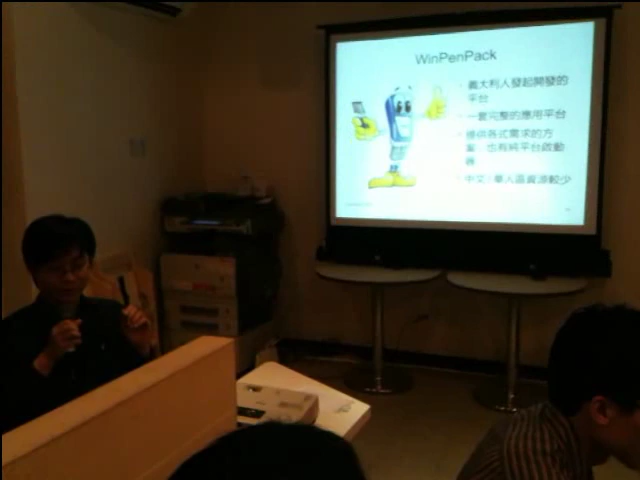 WinPenPack
義大利人發起開發的
平台
一套完整的應用平台
提供各式需求的方
案，也有純平台啟動
器
中文/華人區資源較少